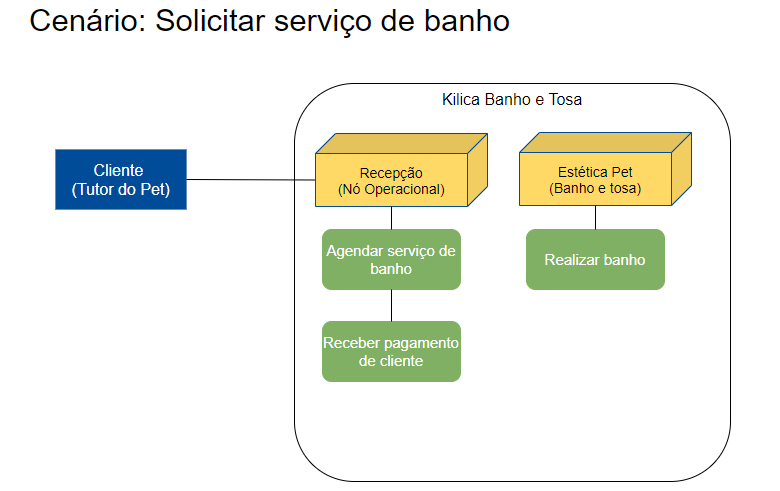 Cenário: Solicitar serviço de banho
Kilica Banho e Tosa
Cliente
(Tutor do Pet)
Recepção
(Nó Operacional)
Estética Pet
(Banho e tosa)
Agendar serviço de
banho
Realizar banho
Receber pagamento
de cliente